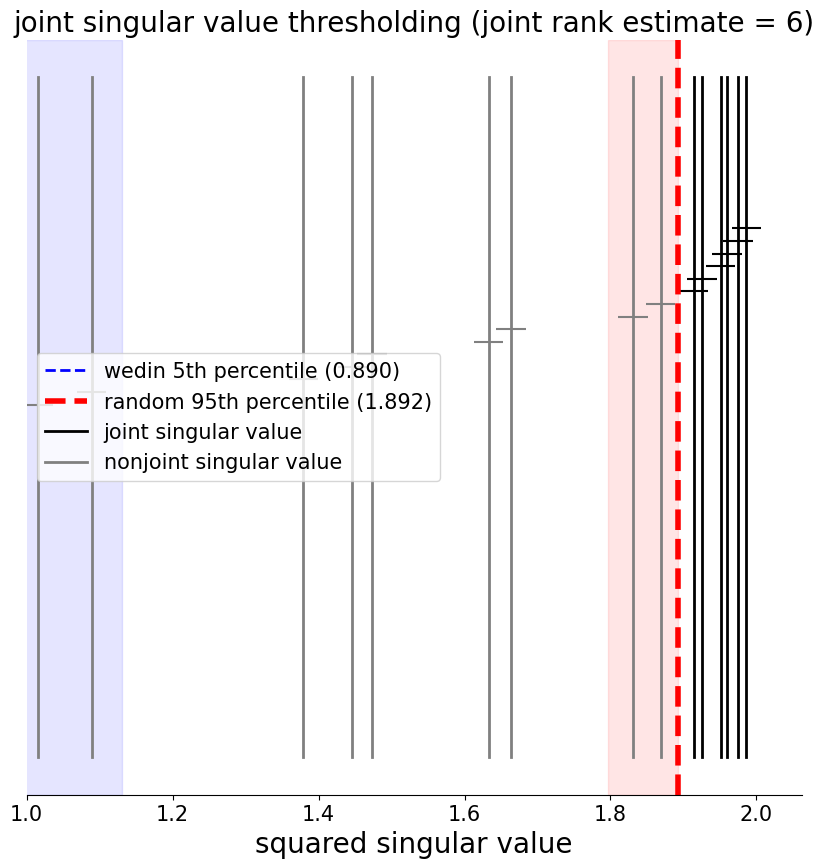 joint singular value thresholding (joint rank estimate = 6)
wedin 5th percentile (0.890)
random 95th percentile (1.892)
joint singular value
nonjoint singular value
1.0 1.2 1.4 1.6 1.8 2.0
squared singular value